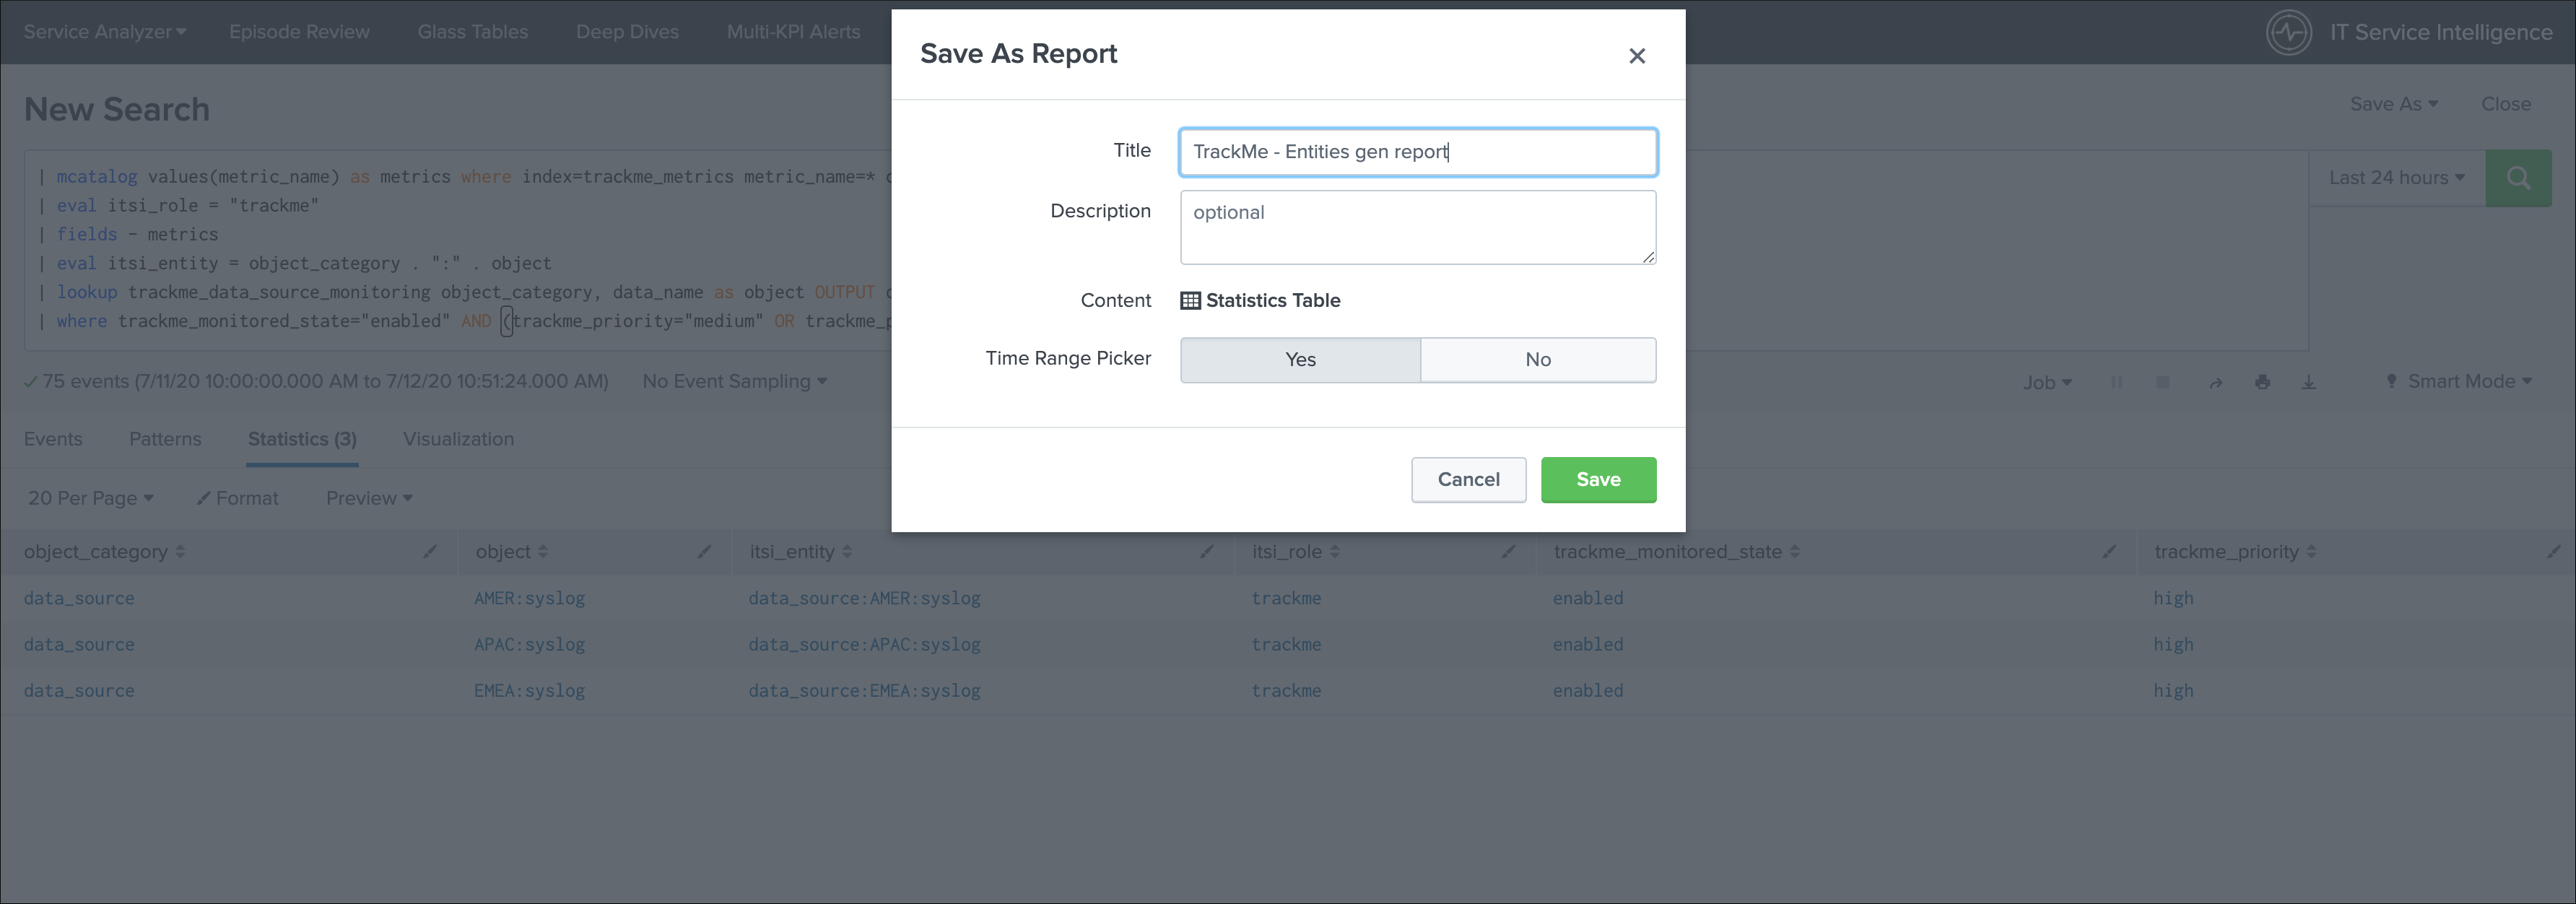 Service Analyzer Episode Review Glass Tables Deep Dives Multi-KPI Alerts IT Service Intelligence
Save As Report
New Search
Save As Close
Title TrackMe - Entities gen report
| mcatalog values(metric_name) as metrics where index=trackme_metrics metric_name=*
Last 24 hours
| eval itsi_role = "trackme"
Description optional
| fields - metrics
| eval itsi_entity = object_category . ":" . object
| lookup trackme_data_source_monitoring object_category, data_name as object OUTPUT
Content Statistics Table
| where trackme_monitored_state="enabled" AND (trackme_priority="medium" OR
Time Range Picker Yes No
75 events (7/11/20 10:00:00.000 AM to 7/12/20 10:51:24.000 AM) No Event Sampling
Job Smart Mode
Events Patterns Statistics (3) Visualization
Cancel Save
20 Per Page Format Preview
object_category object itsi_entity itsi_role trackme_monitored_state trackme_priority
data_source AMER:syslog data_source:AMER:syslog trackme enabled high
data_source APAC:syslog data_source:APAC:syslog trackme enabled high
data_source EMEA:syslog data_source:EMEA:syslog trackme enabled high